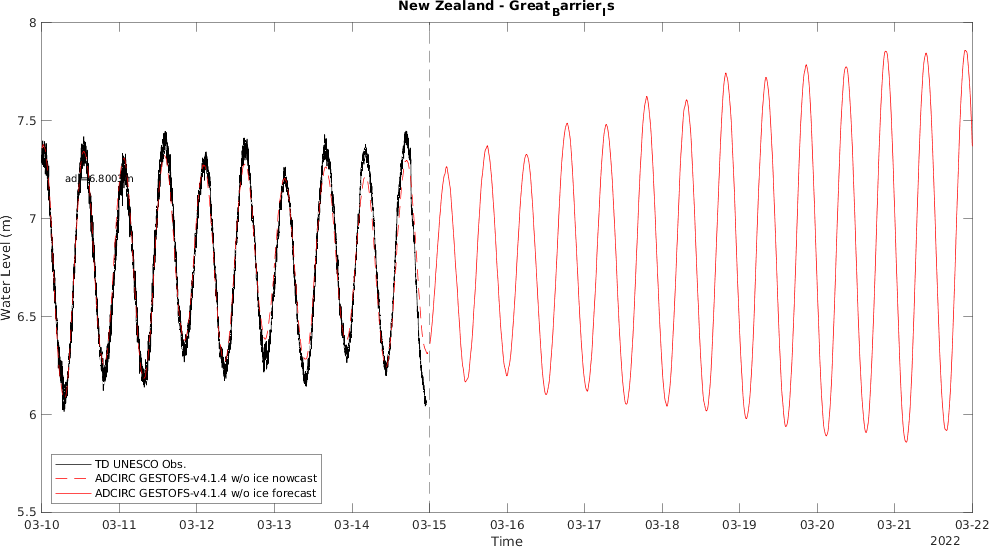 New Zealand - GreatBarrierIs
8
7.5
7
6.5
6
5.5
Water Level (m)
adj=6.8003m
TD UNESCO Obs.
ADCIRC GESTOFS-v4.1.4 w/o ice nowcast
ADCIRC GESTOFS-v4.1.4 w/o ice forecast
03-10 03-11 03-12 03-13 03-14 03-15 03-16 03-17 03-18 03-19 03-20 03-21 03-22
Time
2022